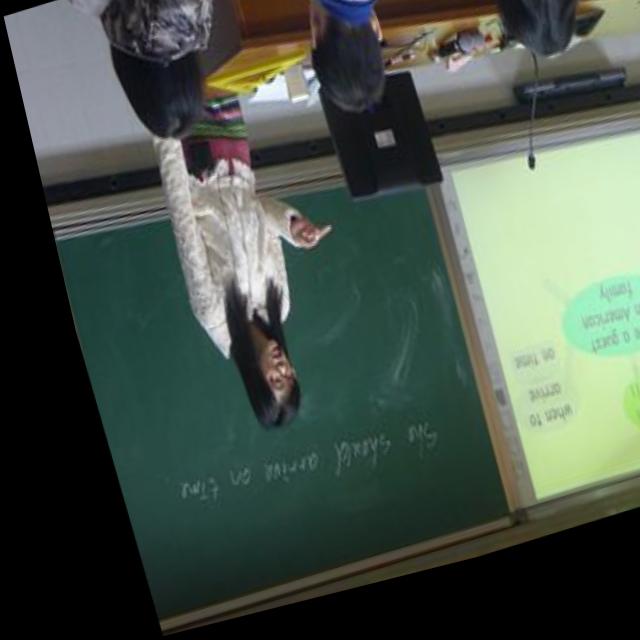 when to
arrive
on time
a guest
American
family
She should arrive on time